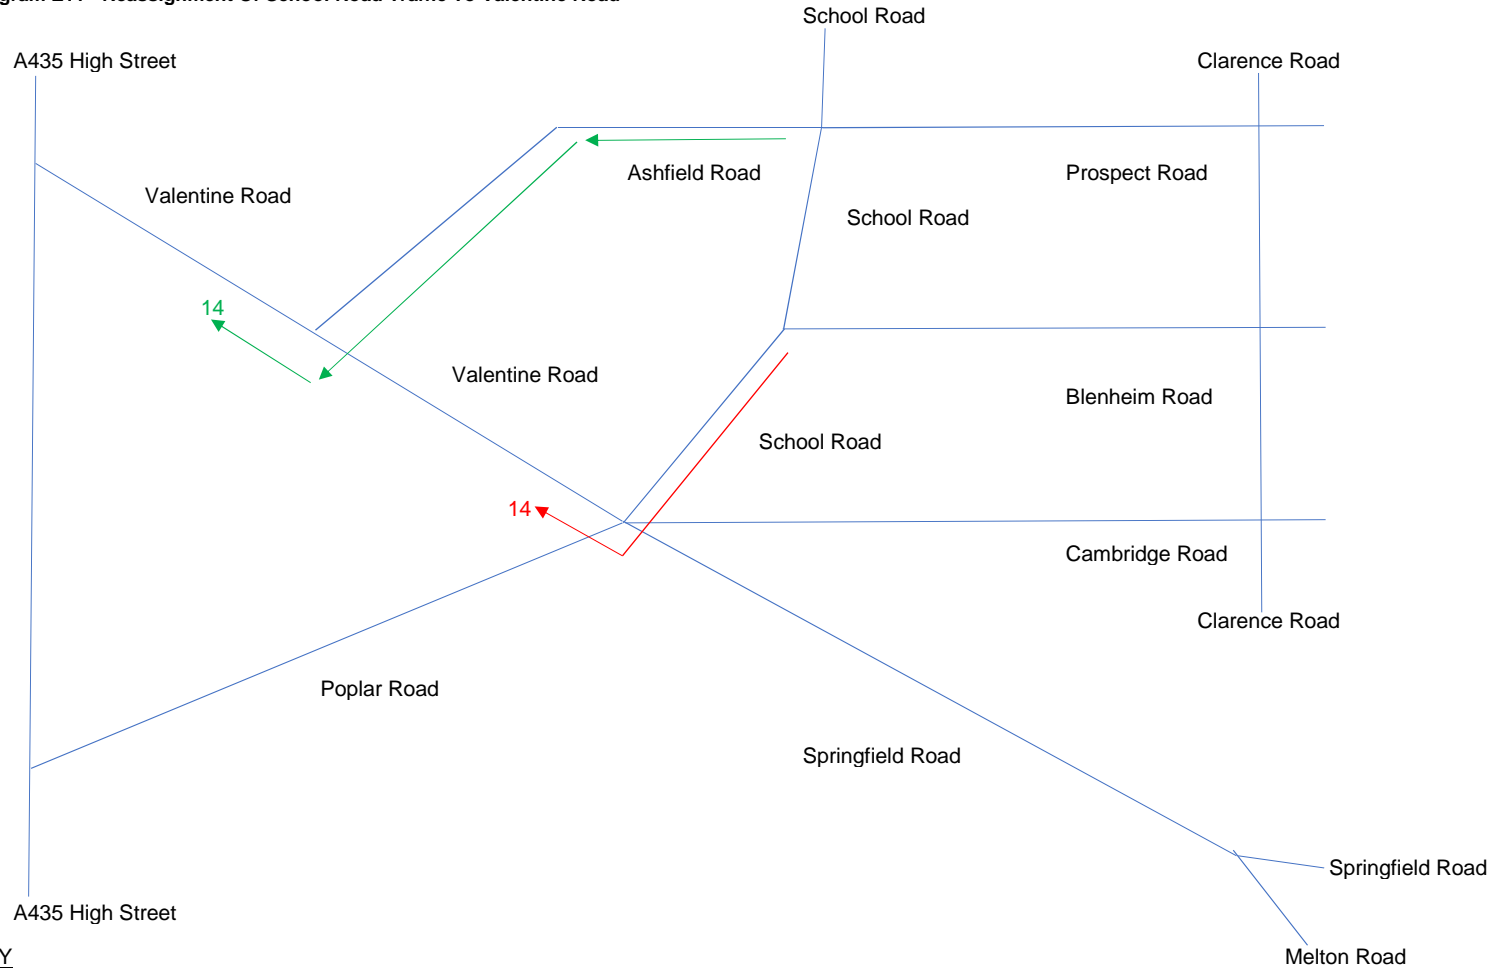 School Road
A435 High Street
Clarence Road
Ashfield Road
Prospect Road
Valentine Road
School Road
14
Valentine Road
Blenheim Road
School Road
14
Cambridge Road
Clarence Road
Poplar Road
Springfield Road
Springfield Road
A435 High Street
Melton Road